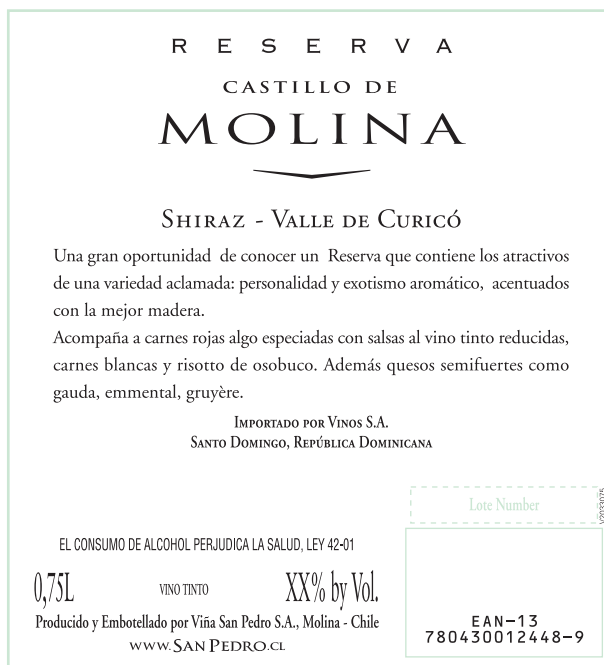 RESERVA
CASTILLO DE
MOLINA
SHIRAZ - VALLE DE CURICÓ
Una gran oportunidad de conocer un Reserva que contiene los atractivos
de una variedad aclamada: personalidad y exotismo aromático, acentuados
con la mejor madera.
Acompaña a carnes rojas algo especiadas con salsas al vino tinto reducidas,
carnes blancas y risotto de osobuco. Además quesos semifuertes como
gauda, emmental, gruyère.
IMPORTADO POR VINOS S.A.
SANTO DOMINGO, REPÚBLICA DOMINICANA
Lote Number
V2033075
EL CONSUMO DE ALCOHOL PERJUDICA LA SALUD, LEY 42-01
0,75L VINO TINTO XX% by Vol.
Producido y Embotellado por Viña San Pedro S.A., Molina - Chile
WWW.SANPEDRO.CL
EAN-13
780430012448-9